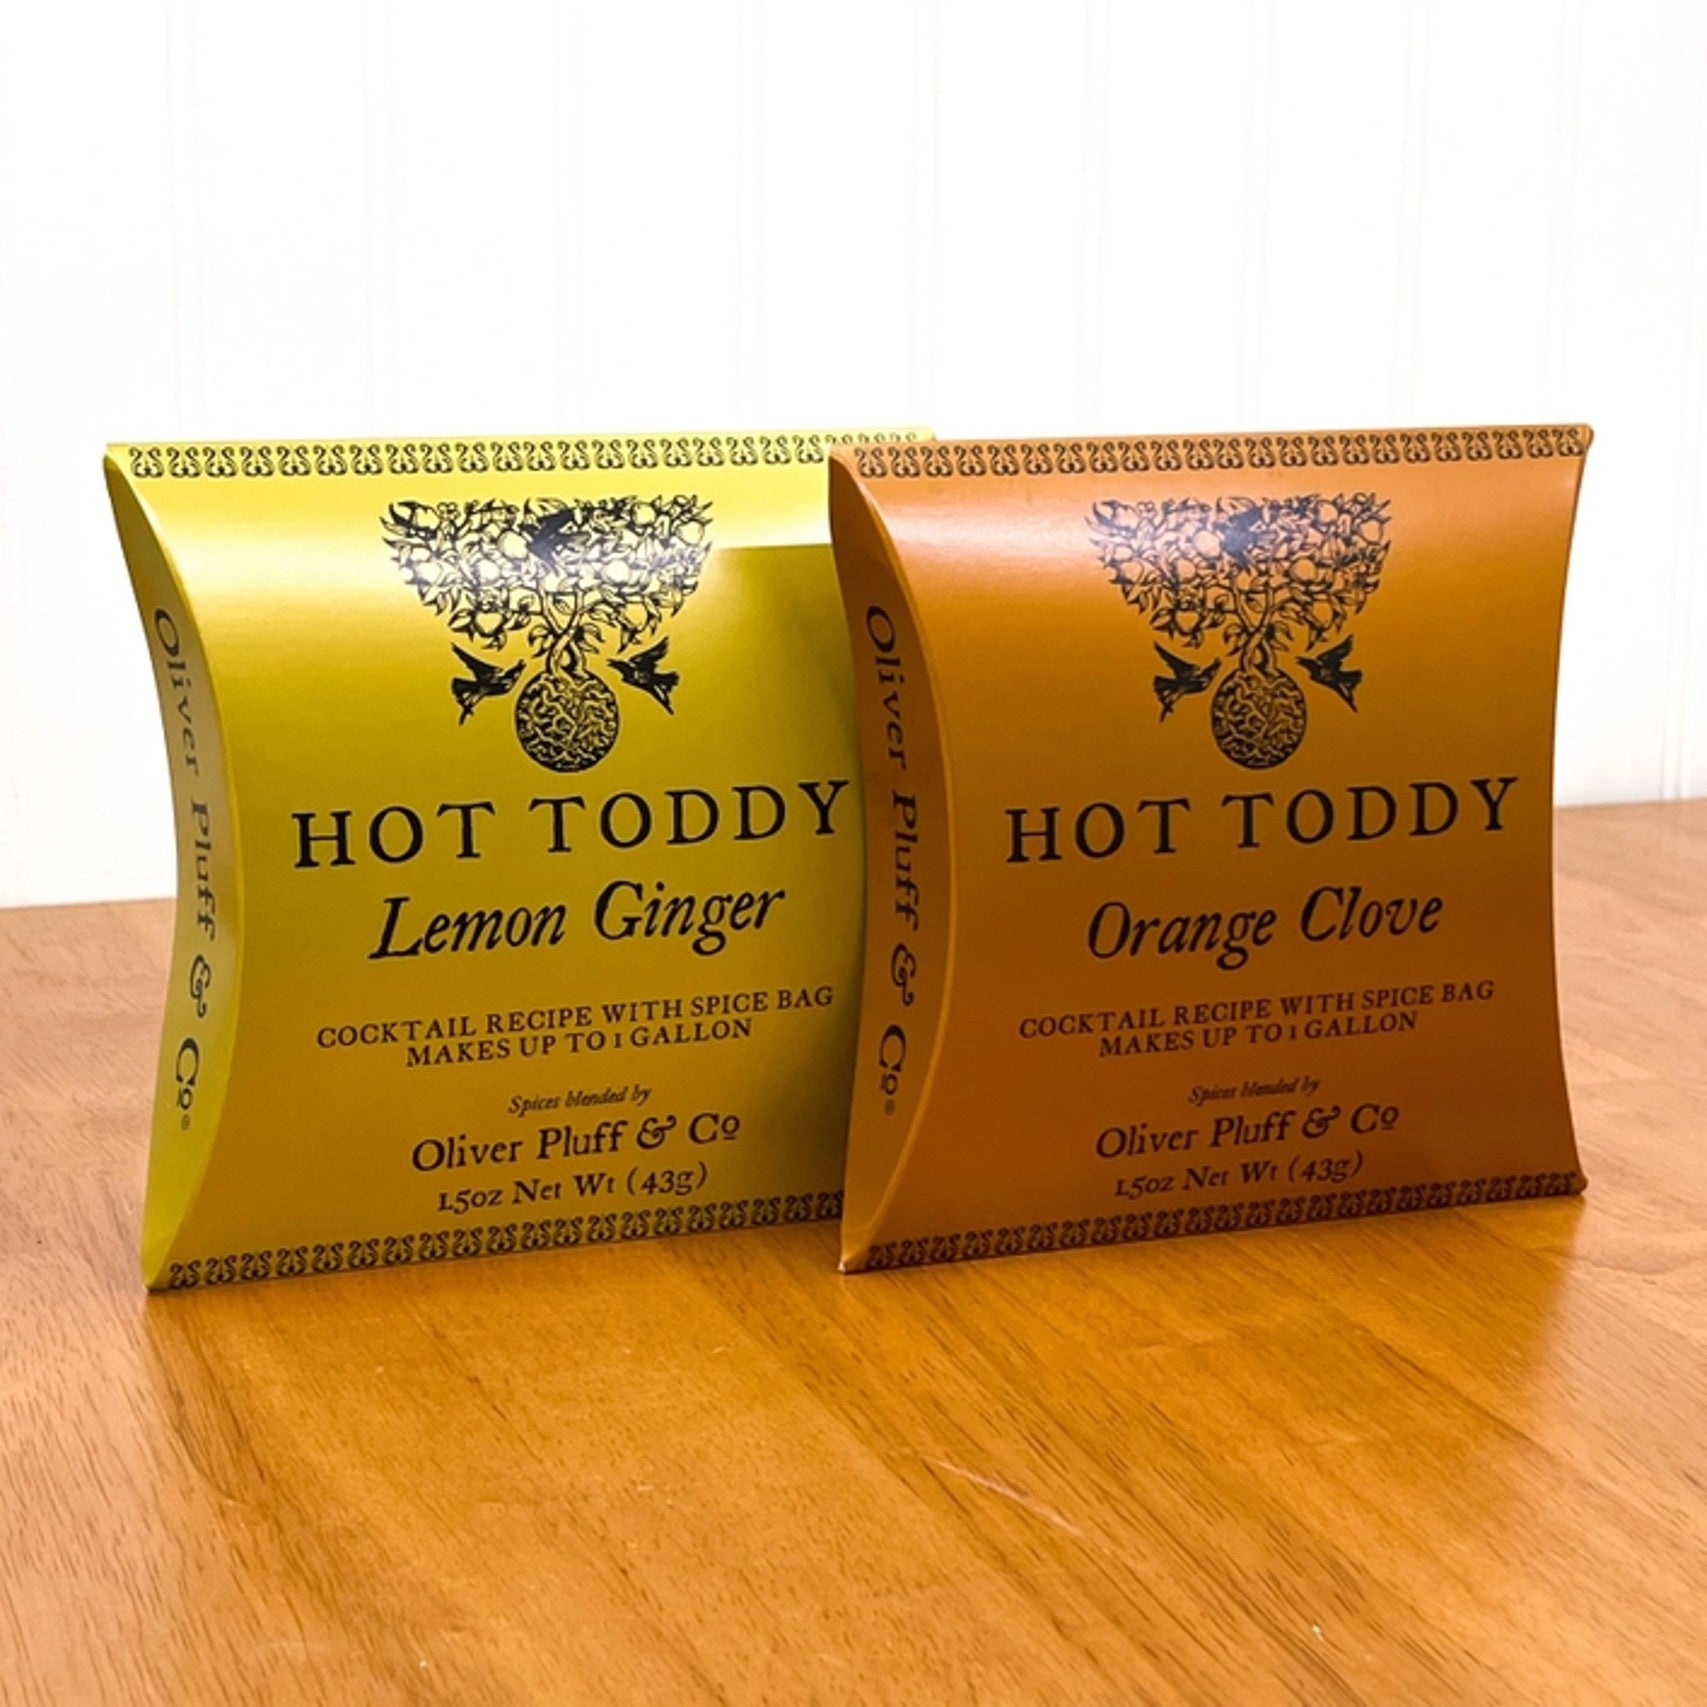 Oliver Pluff & Co®
HOT TODDY
Lemon Ginger
COCKTAIL RECIPE WITH SPICE BAG
MAKES UP TO 1 GALLON
Spices blended by
Oliver Pluff & Co
1.5oz Net Wt (43g)
Oliver Pluff & Co®
HOT TODDY
Orange Clove
COCKTAIL RECIPE WITH SPICE BAG
MAKES UP TO 1 GALLON
Spices blended by
Oliver Pluff & Co
1.5oz Net Wt (43g)